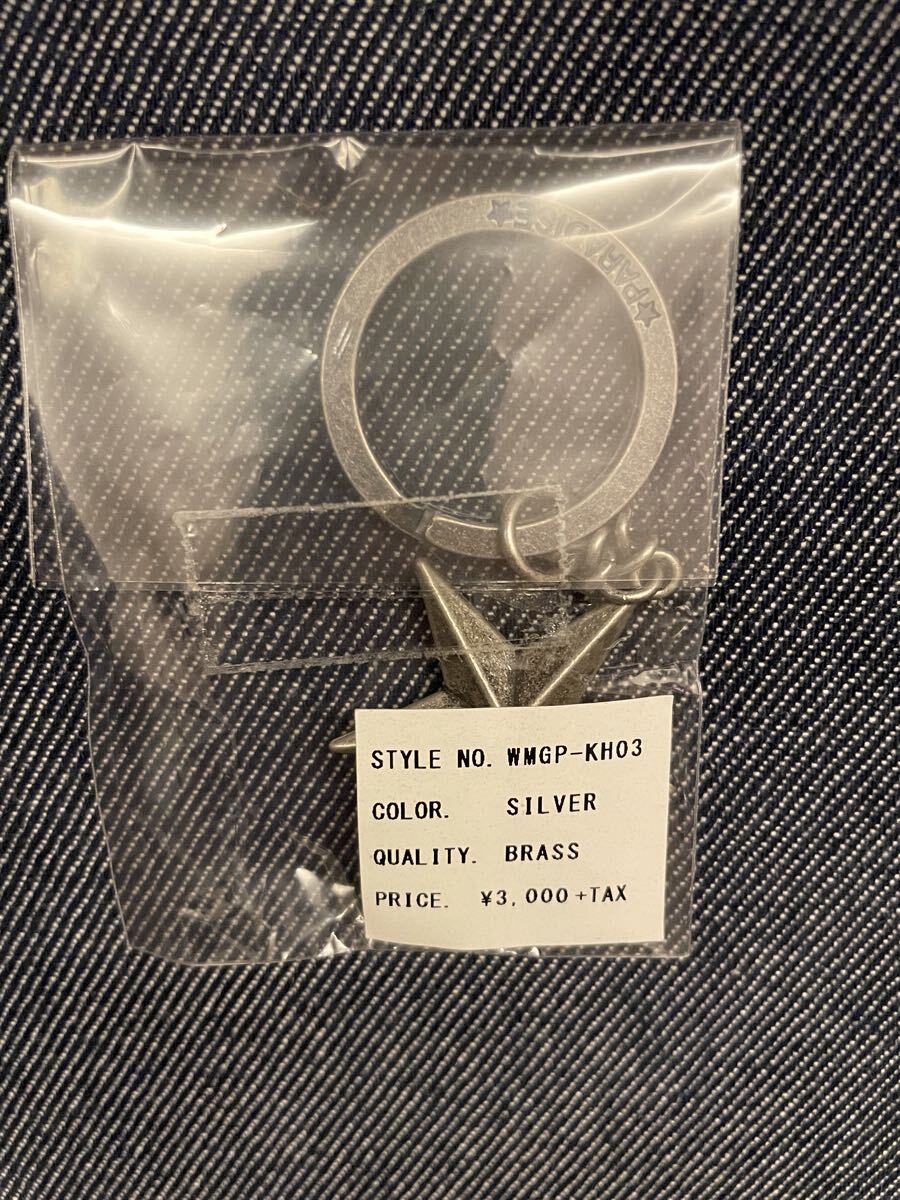 ★PARADISE★
STYLE NO. WMGP-KH03
COLOR. SILVER
QUALITY. BRASS
PRICE. ¥3,000+TAX